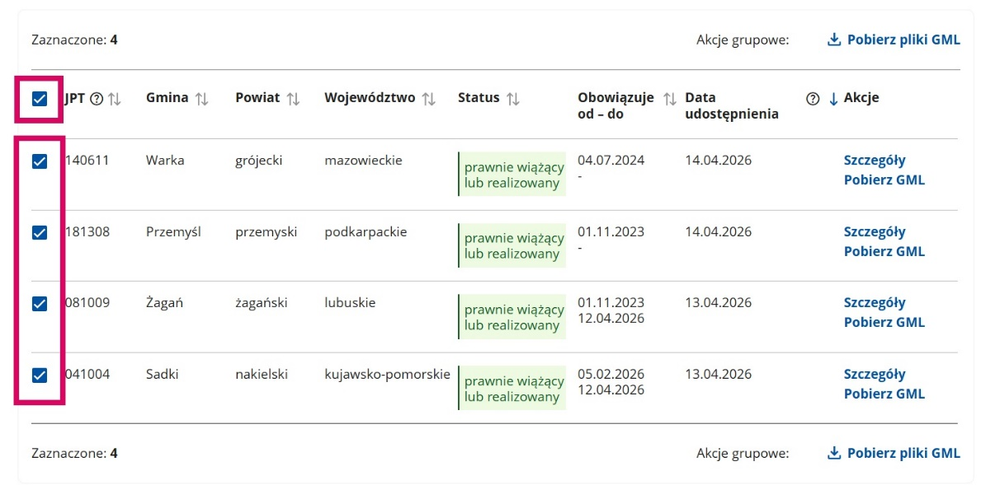 Zaznaczone: 4 Akcje grupowe: Pobierz pliki GML
JPT Gmina Powiat Województwo Status Obowiązuje od – do Data udostępnienia Akcje
140611 Warka grójecki mazowieckie prawnie wiążący lub realizowany 04.07.2024 - 14.04.2026 Szczegóły Pobierz GML
181308 Przemyśl przemyski podkarpackie prawnie wiążący lub realizowany 01.11.2023 - 14.04.2026 Szczegóły Pobierz GML
081009 Żagań żagański lubuskie prawnie wiążący lub realizowany 01.11.2023 12.04.2026 13.04.2026 Szczegóły Pobierz GML
041004 Sadki nakielski kujawsko-pomorskie prawnie wiążący lub realizowany 05.02.2026 12.04.2026 13.04.2026 Szczegóły Pobierz GML
Zaznaczone: 4 Akcje grupowe: Pobierz pliki GML